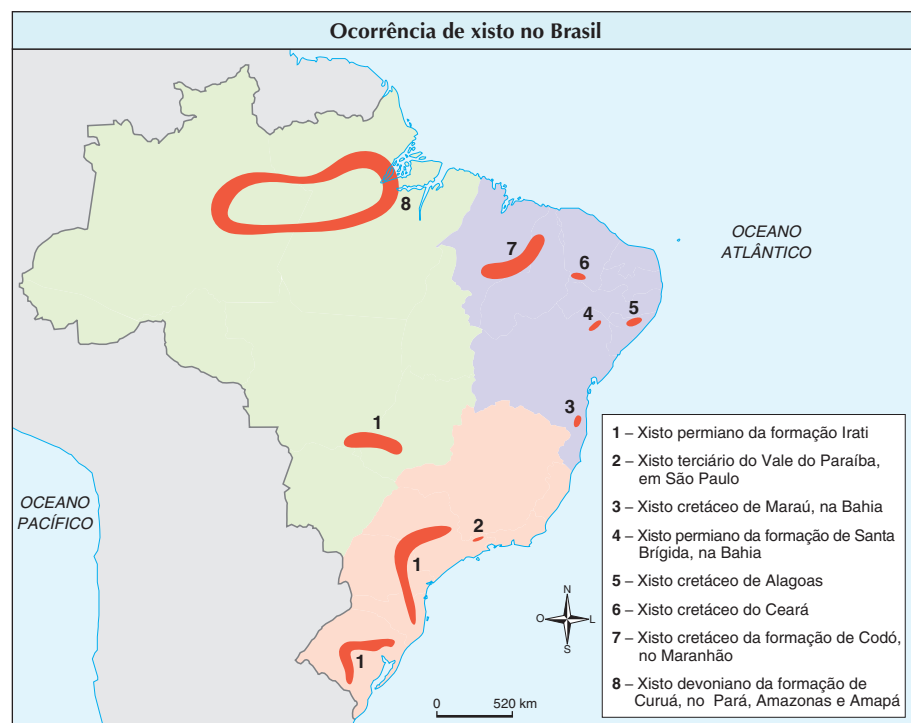 Ocorrência de xisto no Brasil
8
7
6
5
4
3
1
2
1
1
OCEANO
ATLÂNTICO
OCEANO
PACÍFICO
N
O
L
S
0
520 km
1 – Xisto permiano da formação Irati
2 – Xisto terciário do Vale do Paraíba,
em São Paulo
3 – Xisto cretáceo de Maraú, na Bahia
4 – Xisto permiano da formação de Santa
Brígida, na Bahia
5 – Xisto cretáceo de Alagoas
6 – Xisto cretáceo do Ceará
7 – Xisto cretáceo da formação de Codó,
no Maranhão
8 – Xisto devoniano da formação de
Curuá, no Pará, Amazonas e Amapá